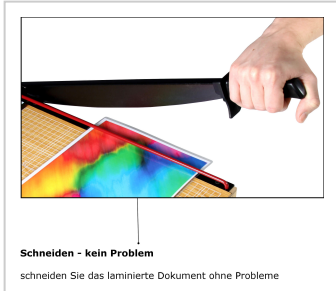 Schneiden - kein Problem
schneiden Sie das laminierte Dokument ohne Probleme